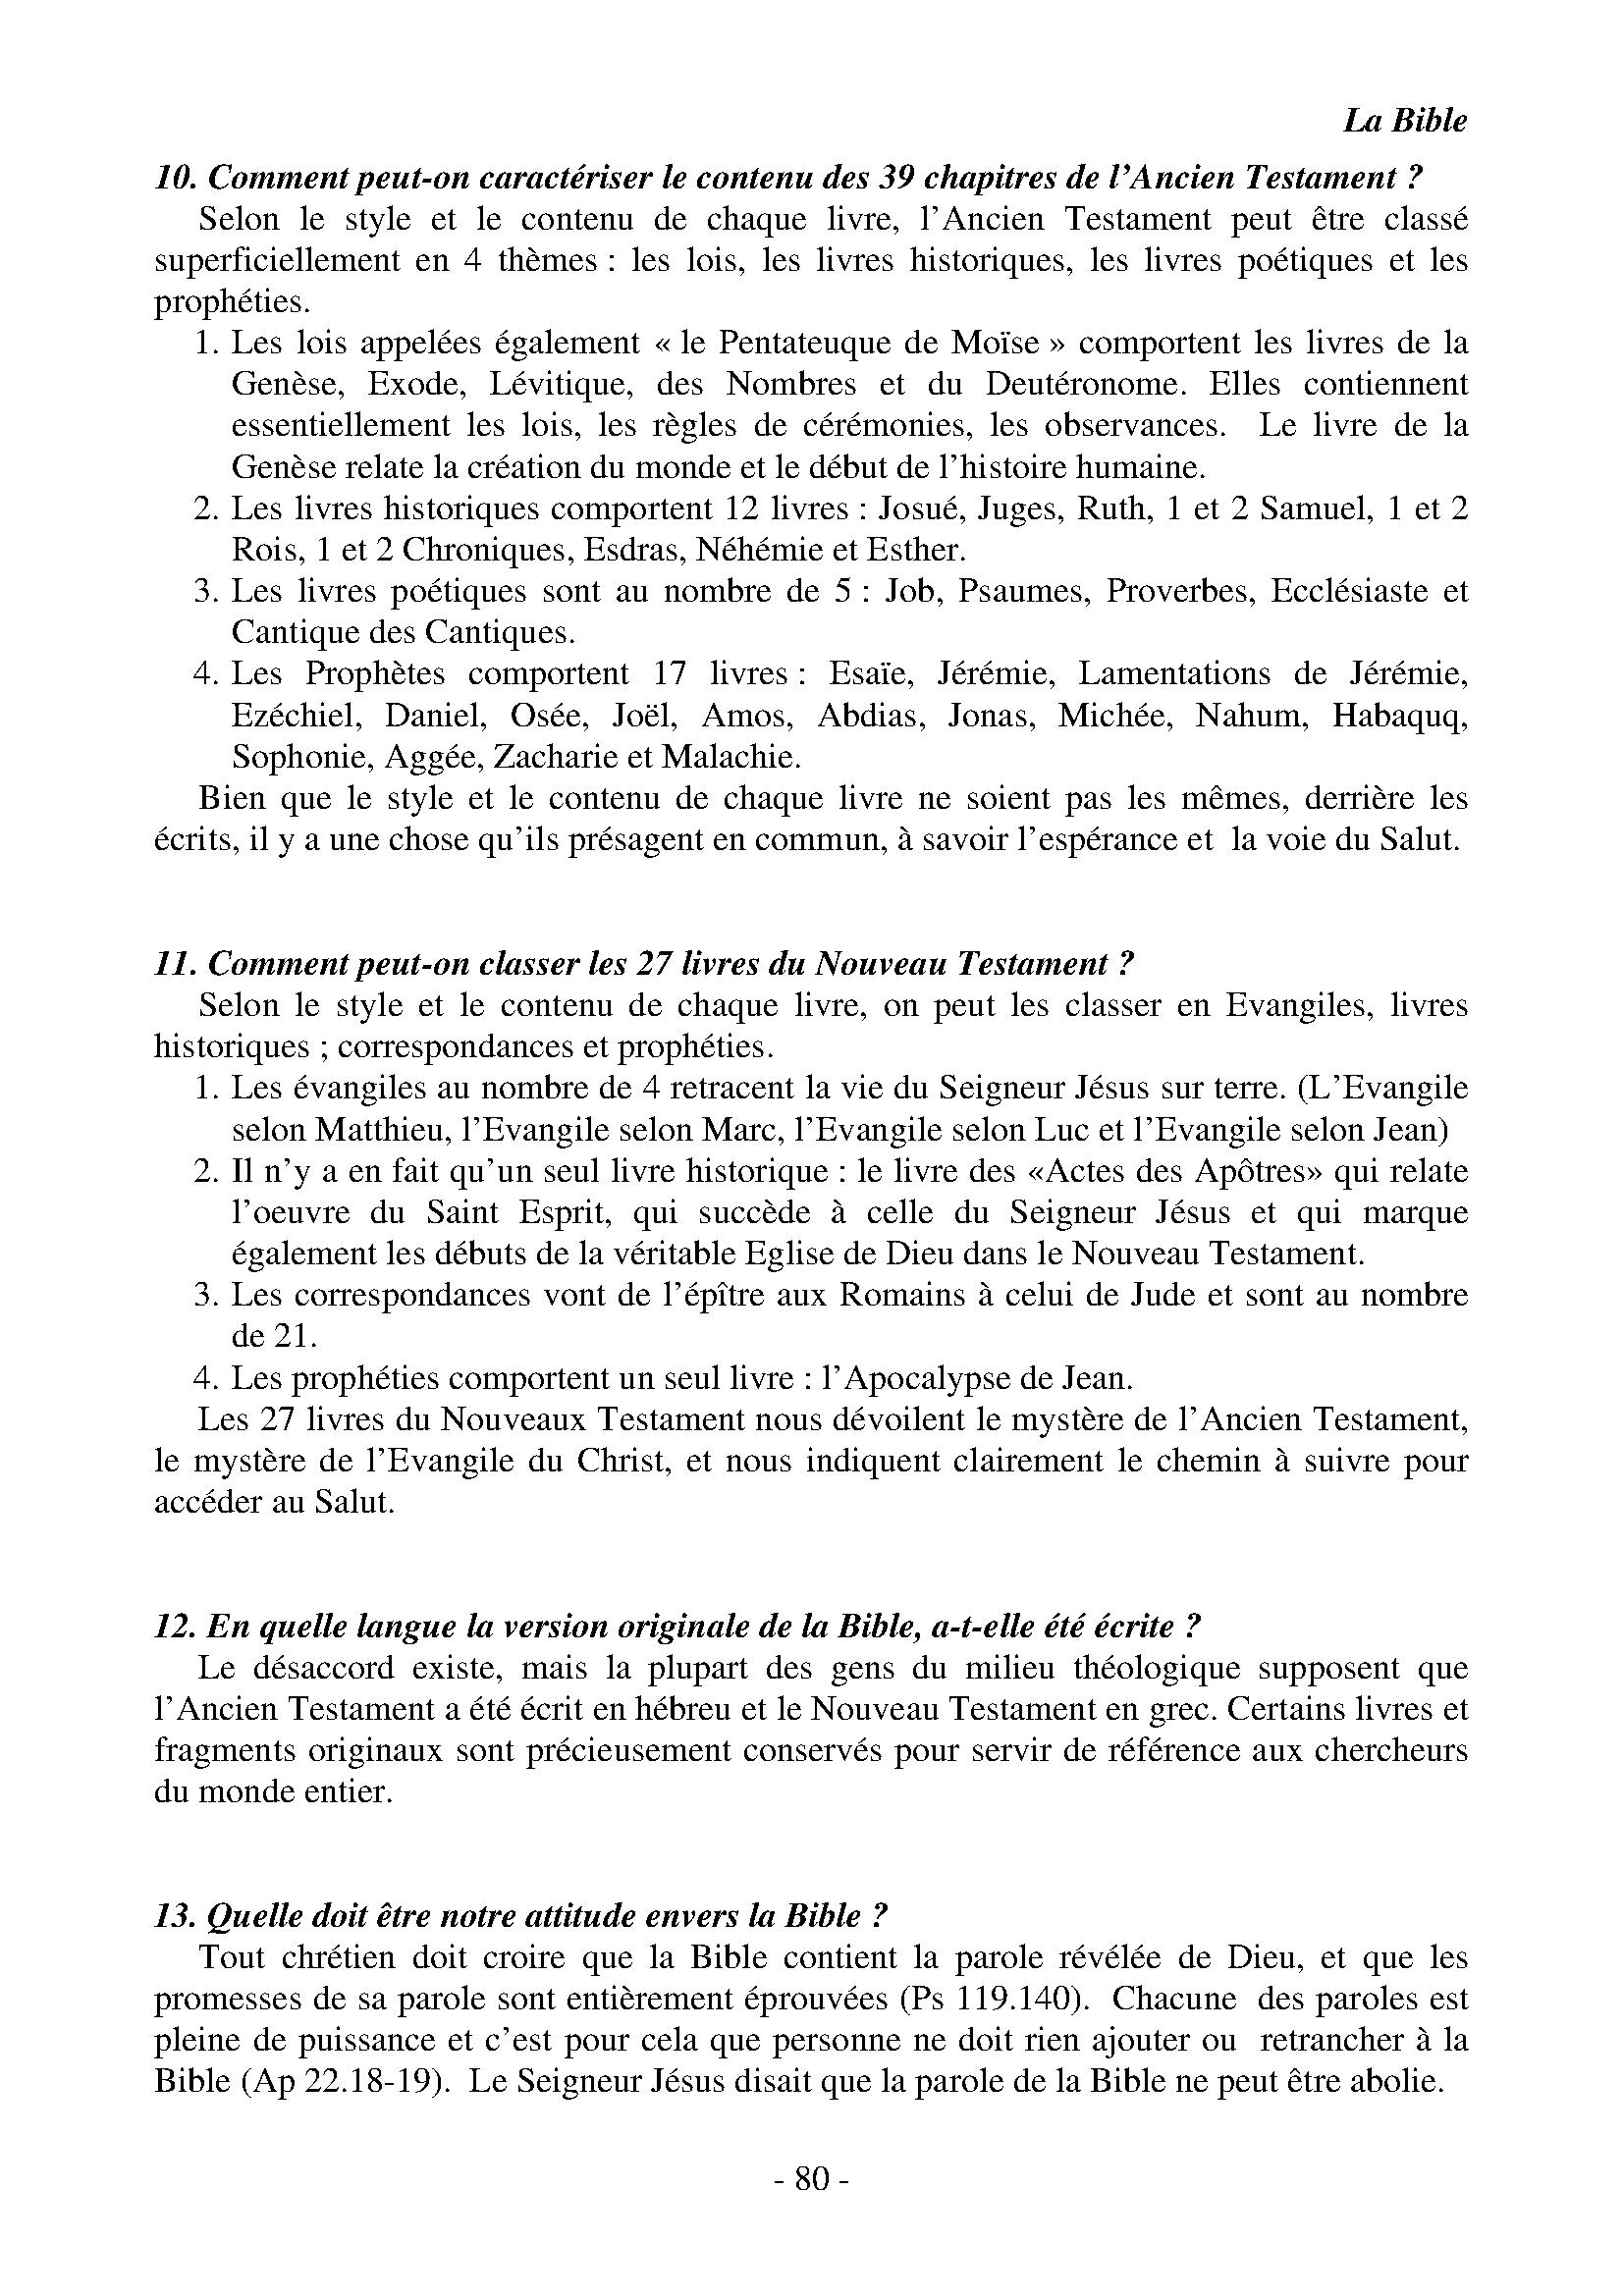 La Bible
10. Comment peut-on caractériser le contenu des 39 chapitres de l’Ancien Testament ?
Selon le style et le contenu de chaque livre, l’Ancien Testament peut être classé
superficiellement en 4 thèmes : les lois, les livres historiques, les livres poétiques et les
prophéties.
1. Les lois appelées également « le Pentateuque de Moïse » comportent les livres de la
Genèse, Exode, Lévitique, des Nombres et du Deutéronome. Elles contiennent
essentiellement les lois, les règles de cérémonies, les observances.  Le livre de la
Genèse relate la création du monde et le début de l’histoire humaine.
2. Les livres historiques comportent 12 livres : Josué, Juges, Ruth, 1 et 2 Samuel, 1 et 2
Rois, 1 et 2 Chroniques, Esdras, Néhémie et Esther.
3. Les livres poétiques sont au nombre de 5 : Job, Psaumes, Proverbes, Ecclésiaste et
Cantique des Cantiques.
4. Les Prophètes comportent 17 livres : Esaïe, Jérémie, Lamentations de Jérémie,
Ezéchiel, Daniel, Osée, Joël, Amos, Abdias, Jonas, Michée, Nahum, Habaquq,
Sophonie, Aggée, Zacharie et Malachie.
Bien que le style et le contenu de chaque livre ne soient pas les mêmes, derrière les
écrits, il y a une chose qu’ils présagent en commun, à savoir l’espérance et  la voie du Salut.
11. Comment peut-on classer les 27 livres du Nouveau Testament ?
Selon le style et le contenu de chaque livre, on peut les classer en Evangiles, livres
historiques ; correspondances et prophéties.
1. Les évangiles au nombre de 4 retracent la vie du Seigneur Jésus sur terre. (L’Evangile
selon Matthieu, l’Evangile selon Marc, l’Evangile selon Luc et l’Evangile selon Jean)
2. Il n’y a en fait qu’un seul livre historique : le livre des «Actes des Apôtres» qui relate
l’oeuvre du Saint Esprit, qui succède à celle du Seigneur Jésus et qui marque
également les débuts de la véritable Eglise de Dieu dans le Nouveau Testament.
3. Les correspondances vont de l’épître aux Romains à celui de Jude et sont au nombre
de 21.
4. Les prophéties comportent un seul livre : l’Apocalypse de Jean.
Les 27 livres du Nouveaux Testament nous dévoilent le mystère de l’Ancien Testament,
le mystère de l’Evangile du Christ, et nous indiquent clairement le chemin à suivre pour
accéder au Salut.
12. En quelle langue la version originale de la Bible, a-t-elle été écrite ?
Le désaccord existe, mais la plupart des gens du milieu théologique supposent que
l’Ancien Testament a été écrit en hébreu et le Nouveau Testament en grec. Certains livres et
fragments originaux sont précieusement conservés pour servir de référence aux chercheurs
du monde entier.
13. Quelle doit être notre attitude envers la Bible ?
Tout chrétien doit croire que la Bible contient la parole révélée de Dieu, et que les
promesses de sa parole sont entièrement éprouvées (Ps 119.140).  Chacune  des paroles est
pleine de puissance et c’est pour cela que personne ne doit rien ajouter ou  retrancher à la
Bible (Ap 22.18-19).  Le Seigneur Jésus disait que la parole de la Bible ne peut être abolie.
- 80 -